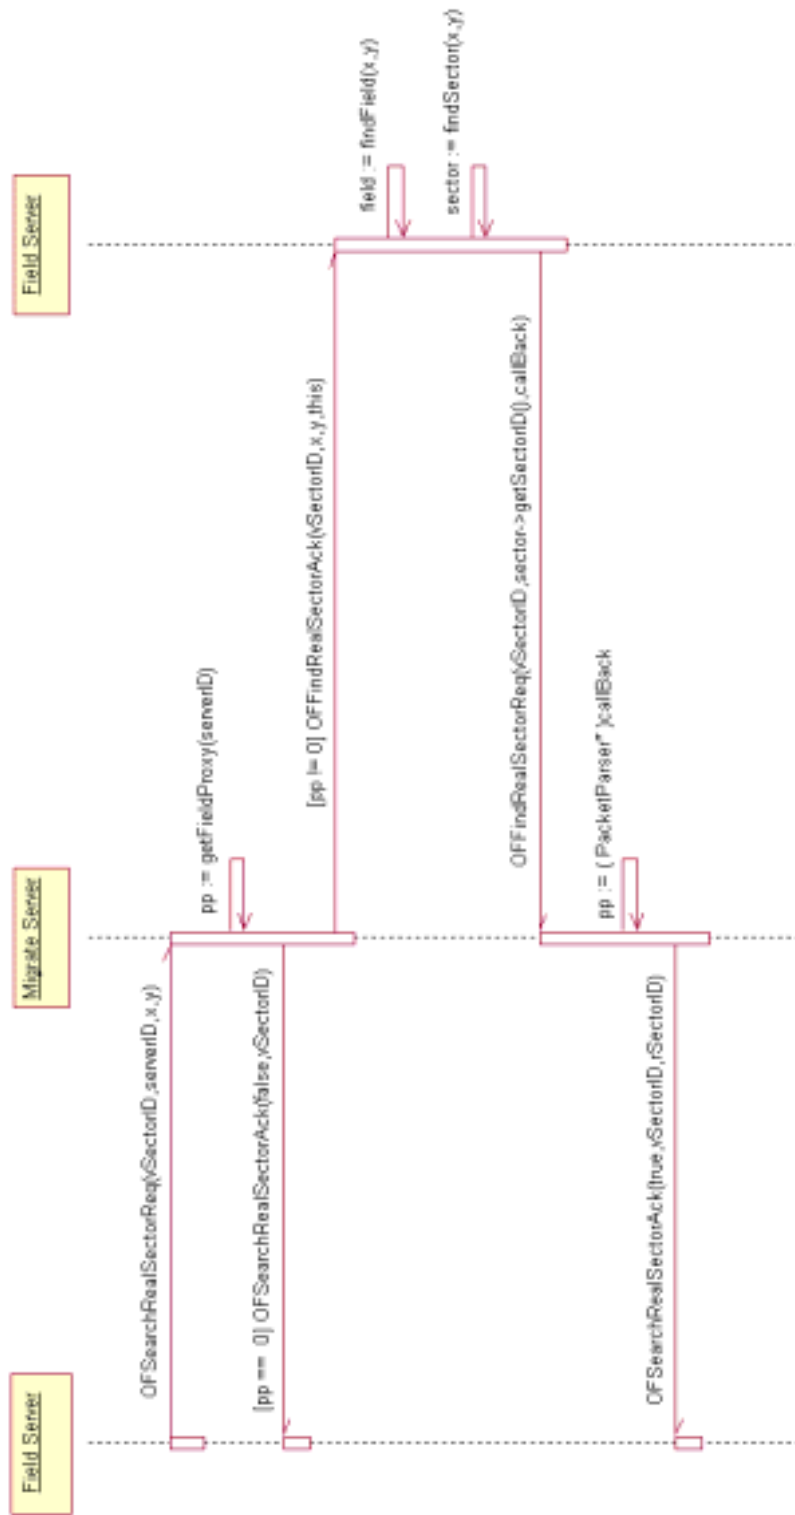 Field Server
Migrate Server
Field Server
OFSearchRealSectorReq(vSectorID,serverID,x,y)
pp := getFieldProxy(serverID)
[pp == 0] OFSearchRealSectorAck(false,vSectorID)
[pp != 0] OFFindRealSectorAck(vSectorID,x,y,this)
field := findField(x,y)
sector := findSector(x,y)
OFFindRealSectorReq(vSectorID,sector->getSectorID(),callBack)
pp := ( PacketParser* )callBack
OFSearchRealSectorAck(true,vSectorID,rSectorID)